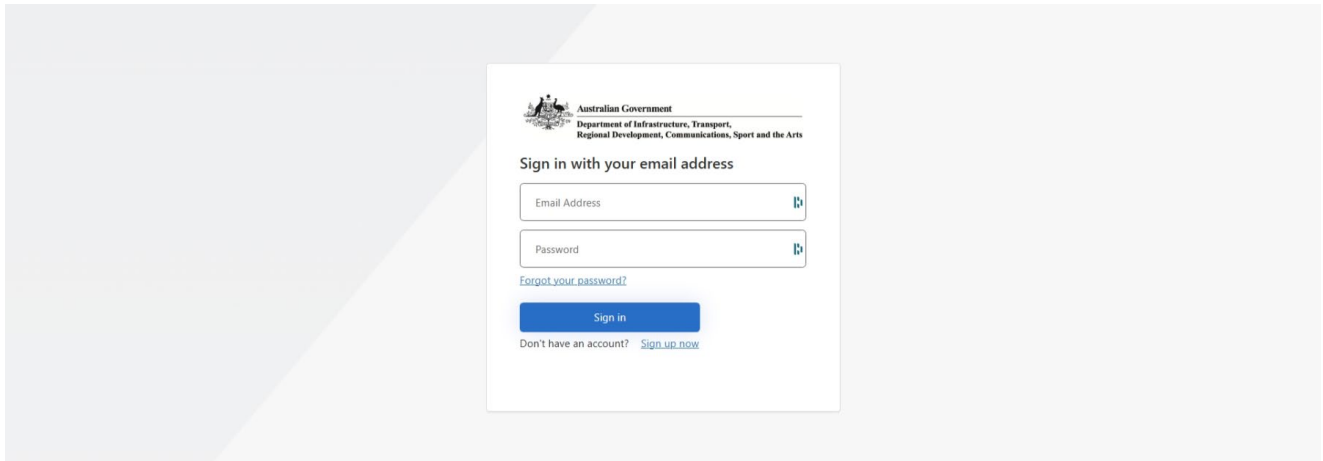 Australian Government
Department of Infrastructure, Transport,
Regional Development, Communications, Sport and the Arts
Sign in with your email address
Email Address
Password
Forgot your password?
Sign in
Don't have an account? Sign up now